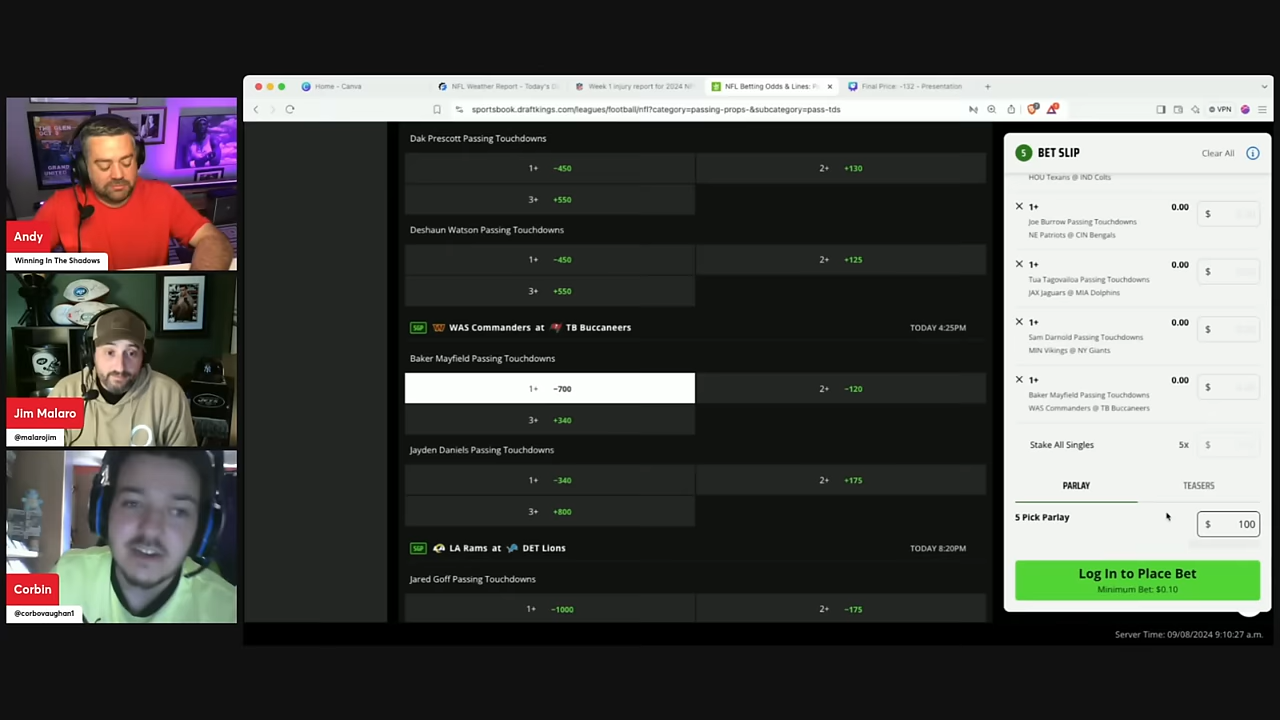 Home – Canva
NFL Weather Report - Today's D
Week 1 injury report for 2024 NF
NFL Betting Odds & Lines: F
Final Price: -132 - Presentation
sportsbook.draftkings.com/leagues/football/nfl?category=passing-props-&subcategory=pass-tds
VPN
Andy
Winning In The Shadows
Jim Malaro
@malarojim
Corbin
@corbovaughan1
Dak Prescott Passing Touchdowns
1+ −450 2+ +130
3+ +550
Deshaun Watson Passing Touchdowns
1+ −450 2+ +125
3+ +550
SGP WAS Commanders at TB Buccaneers TODAY 4:25PM
Baker Mayfield Passing Touchdowns
1+ −700 2+ −120
3+ +340
Jayden Daniels Passing Touchdowns
1+ −340 2+ +175
3+ +800
SGP LA Rams at DET Lions TODAY 8:20PM
Jared Goff Passing Touchdowns
1+ −1000 2+ −175
5 BET SLIP Clear All
HOU Texans @ IND Colts
1+ 0.00 $
Joe Burrow Passing Touchdowns
NE Patriots @ CIN Bengals
1+ 0.00 $
Tua Tagovailoa Passing Touchdowns
JAX Jaguars @ MIA Dolphins
1+ 0.00 $
Sam Darnold Passing Touchdowns
MIN Vikings @ NY Giants
1+ 0.00 $
Baker Mayfield Passing Touchdowns
WAS Commanders @ TB Buccaneers
Stake All Singles 5x $
PARLAY TEASERS
5 Pick Parlay $ 100
Log In to Place Bet
Minimum Bet: $0.10
Server Time: 09/08/2024 9:10:27 a.m.